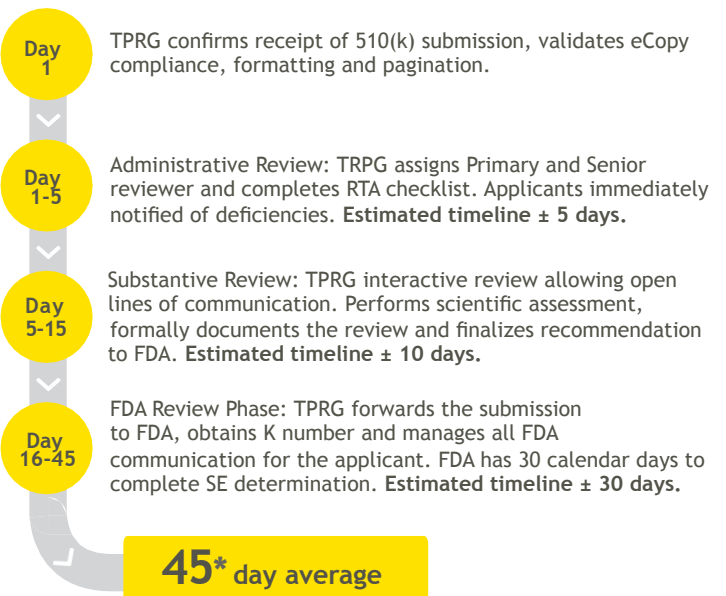 Day
1
TPRG confirms receipt of 510(k) submission, validates eCopy
compliance, formatting and pagination.
Day
1-5
Administrative Review: TRPG assigns Primary and Senior
reviewer and completes RTA checklist. Applicants immediately
notified of deficiencies. Estimated timeline ± 5 days.
Day
5-15
Substantive Review: TPRG interactive review allowing open
lines of communication. Performs scientific assessment,
formally documents the review and finalizes recommendation
to FDA. Estimated timeline ± 10 days.
Day
16-45
FDA Review Phase: TPRG forwards the submission
to FDA, obtains K number and manages all FDA
communication for the applicant. FDA has 30 calendar days to
complete SE determination. Estimated timeline ± 30 days.
45* day average